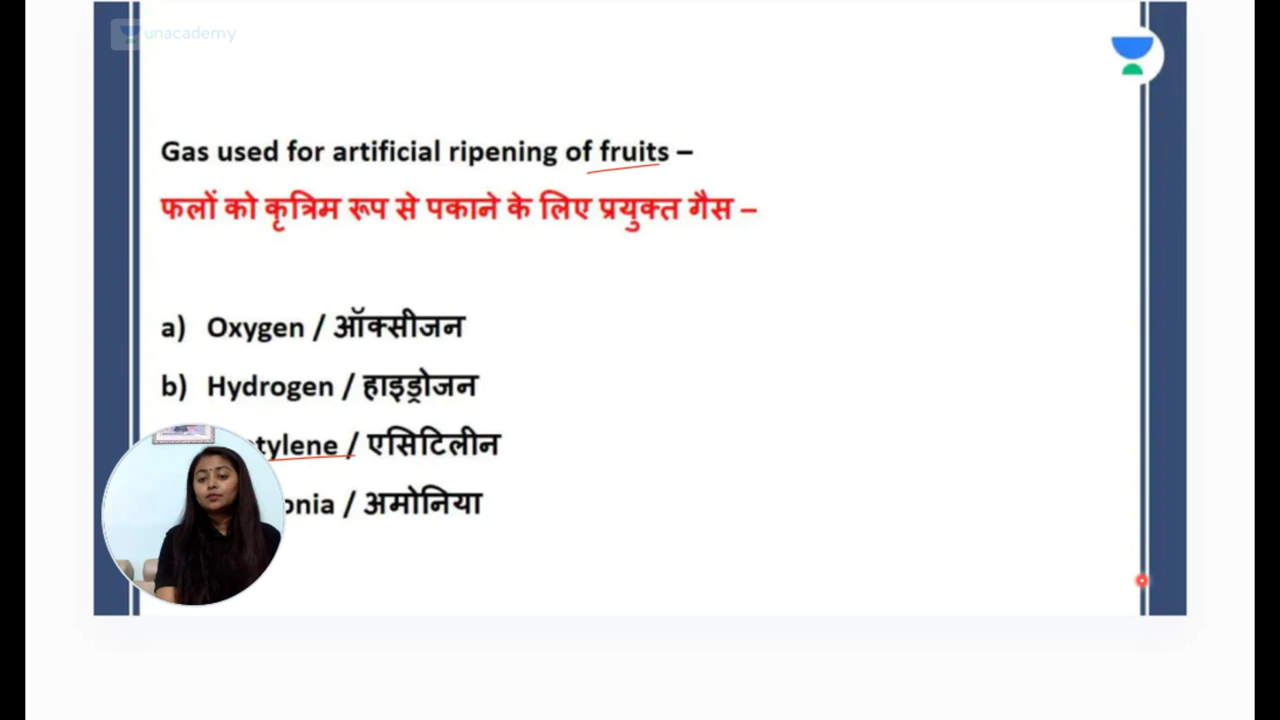 unacademy
Gas used for artificial ripening of fruits –
फलों को कृत्रिम रूप से पकाने के लिए प्रयुक्त गैस –
a) Oxygen / ऑक्सीजन
b) Hydrogen / हाइड्रोजन
tylene / एसिटिलीन
onia / अमोनिया